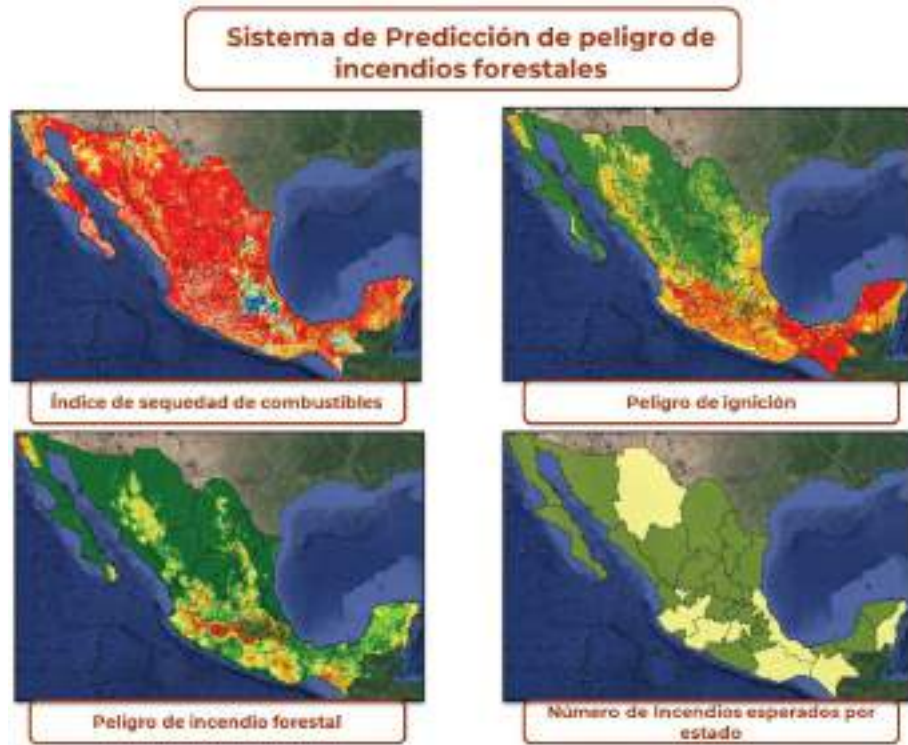 Sistema de Predicción de peligro de
incendios forestales
Índice de sequedad de combustibles
Peligro de ignición
Peligro de incendio forestal
Número de Incendios esperados por
estado